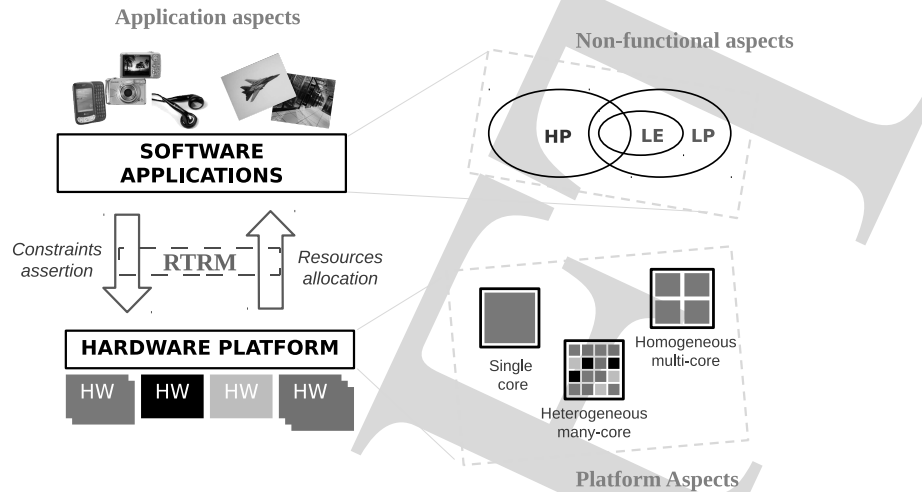 Application aspects
Non-functional aspects
HP
LE
LP
SOFTWARE
APPLICATIONS
Constraints
assertion
RTRM
Resources
allocation
HARDWARE PLATFORM
HW
HW
HW
HW
Single
core
Heterogeneous
many-core
Homogeneous
multi-core
Platform Aspects